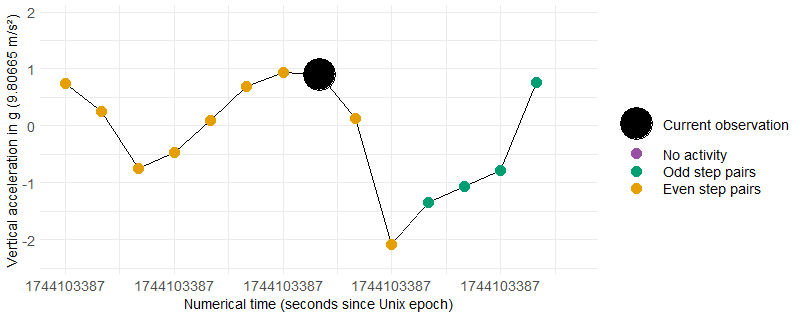 2
1
0
-1
-2
Vertical acceleration in g (9.80665 m/s²)
1744103387 1744103387 1744103387 1744103387 1744103387
Numerical time (seconds since Unix epoch)
Current observation
No activity
Odd step pairs
Even step pairs